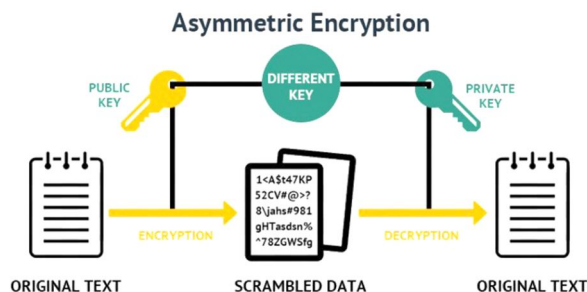 Asymmetric Encryption
PUBLIC
KEY
DIFFERENT
KEY
PRIVATE
KEY
1<A$t47KP
52CV#@>?
8\jahs#981
gHTasdsn%
^78ZGWSfg
ENCRYPTION
DECRYPTION
ORIGINAL TEXT
SCRAMBLED DATA
ORIGINAL TEXT